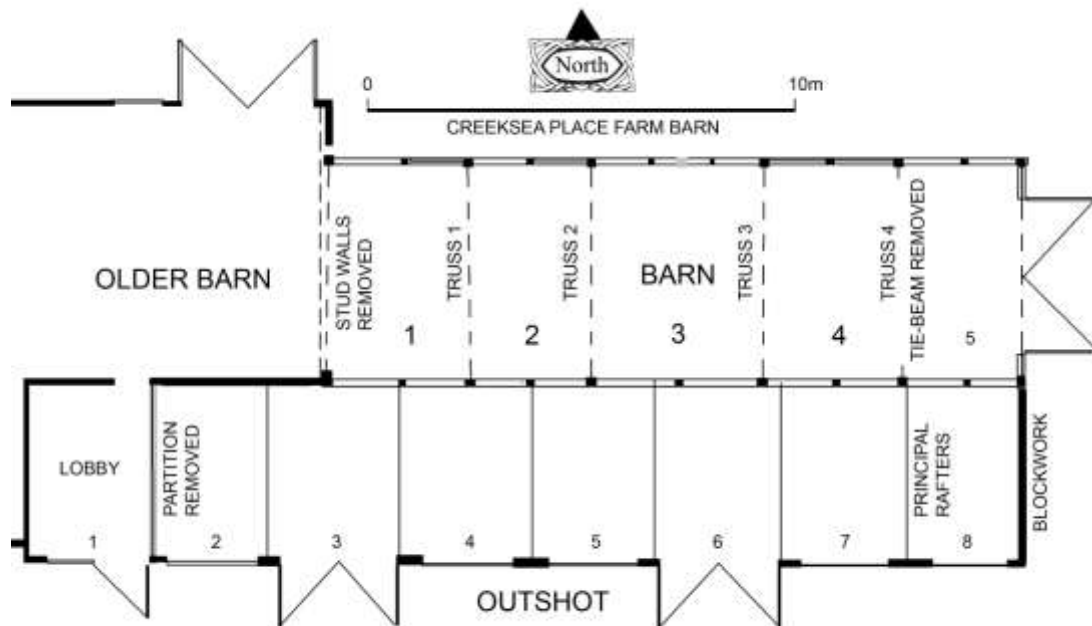 North
0 10m
CREEKSEA PLACE FARM BARN
OLDER BARN
STUD WALLS
REMOVED
TRUSS 1
TRUSS 2
BARN
TRUSS 3
TRUSS 4
TIE-BEAM REMOVED
1 2 3 4 5
LOBBY
PARTITION
REMOVED
PRINCIPAL
RAFTERS
BLOCKWORK
1 2 3 4 5 6 7 8
OUTSHOT